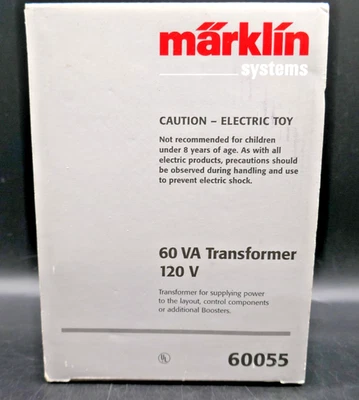 märklín
systems
CAUTION – ELECTRIC TOY
Not recommended for children
under 8 years of age. As with all
electric products, precautions should
be observed during handling and use
to prevent electric shock.
60 VA Transformer
120 V
Transformer for supplying power
to the layout, control components
or additional Boosters.
UL
60055